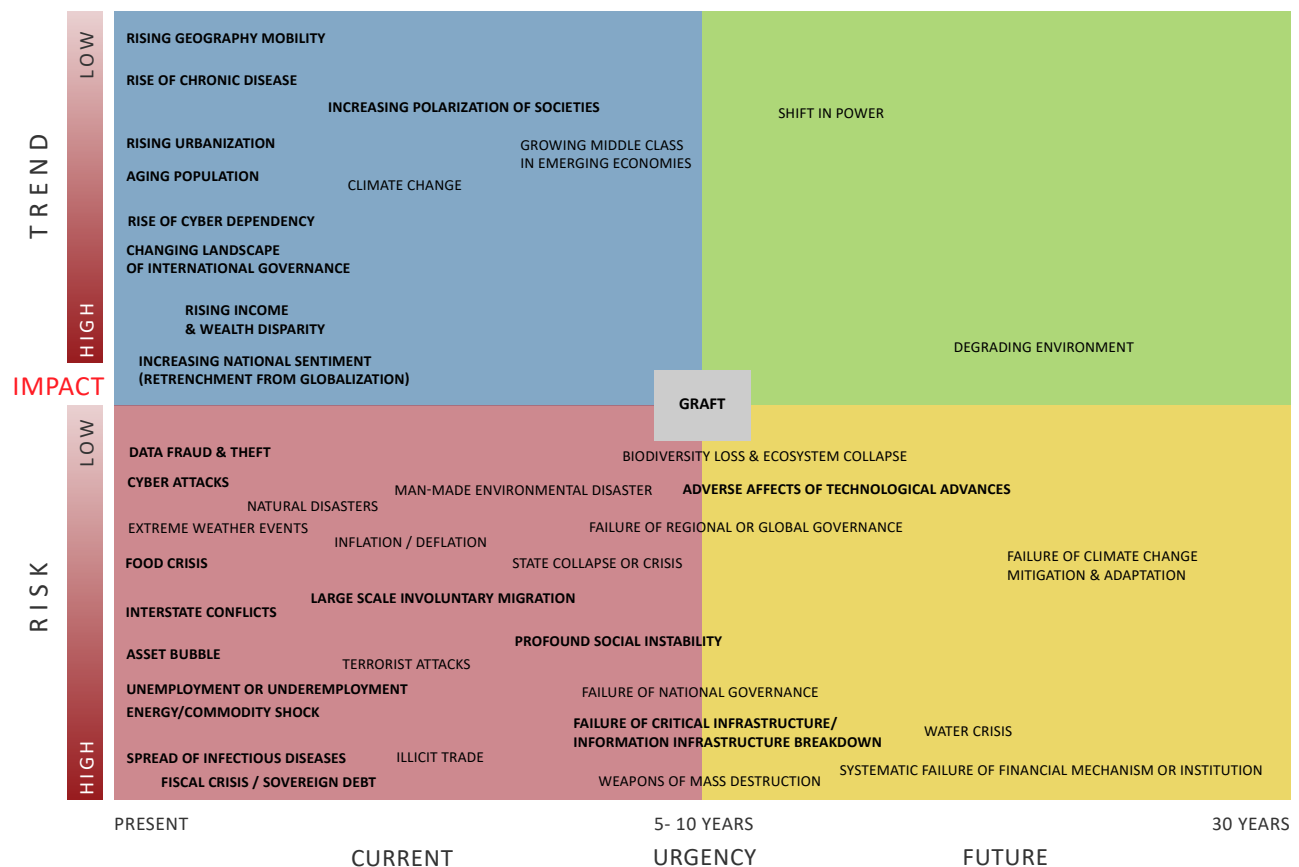 TREND
LOW
HIGH
RISING GEOGRAPHY MOBILITY
RISE OF CHRONIC DISEASE
INCREASING POLARIZATION OF SOCIETIES
SHIFT IN POWER
RISING URBANIZATION
GROWING MIDDLE CLASS
IN EMERGING ECONOMIES
AGING POPULATION
CLIMATE CHANGE
RISE OF CYBER DEPENDENCY
CHANGING LANDSCAPE
OF INTERNATIONAL GOVERNANCE
RISING INCOME
& WEALTH DISPARITY
DEGRADING ENVIRONMENT
INCREASING NATIONAL SENTIMENT
(RETRENCHMENT FROM GLOBALIZATION)
IMPACT
GRAFT
RISK
LOW
HIGH
DATA FRAUD & THEFT
BIODIVERSITY LOSS & ECOSYSTEM COLLAPSE
CYBER ATTACKS
MAN-MADE ENVIRONMENTAL DISASTER
ADVERSE AFFECTS OF TECHNOLOGICAL ADVANCES
NATURAL DISASTERS
EXTREME WEATHER EVENTS
FAILURE OF REGIONAL OR GLOBAL GOVERNANCE
INFLATION / DEFLATION
FOOD CRISIS
STATE COLLAPSE OR CRISIS
FAILURE OF CLIMATE CHANGE
MITIGATION & ADAPTATION
LARGE SCALE INVOLUNTARY MIGRATION
INTERSTATE CONFLICTS
PROFOUND SOCIAL INSTABILITY
ASSET BUBBLE
TERRORIST ATTACKS
UNEMPLOYMENT OR UNDEREMPLOYMENT
FAILURE OF NATIONAL GOVERNANCE
ENERGY/COMMODITY SHOCK
FAILURE OF CRITICAL INFRASTRUCTURE/
INFORMATION INFRASTRUCTURE BREAKDOWN
WATER CRISIS
SPREAD OF INFECTIOUS DISEASES
ILLICIT TRADE
SYSTEMATIC FAILURE OF FINANCIAL MECHANISM OR INSTITUTION
FISCAL CRISIS / SOVEREIGN DEBT
WEAPONS OF MASS DESTRUCTION
PRESENT
5- 10 YEARS
30 YEARS
CURRENT
URGENCY
FUTURE